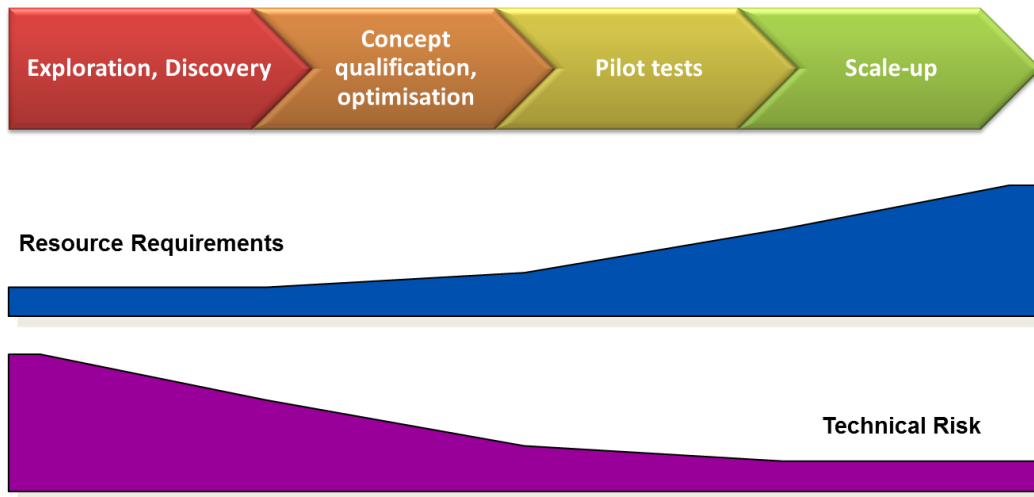 Exploration, Discovery
Concept
qualification,
optimisation
Pilot tests
Scale-up
Resource Requirements
Technical Risk